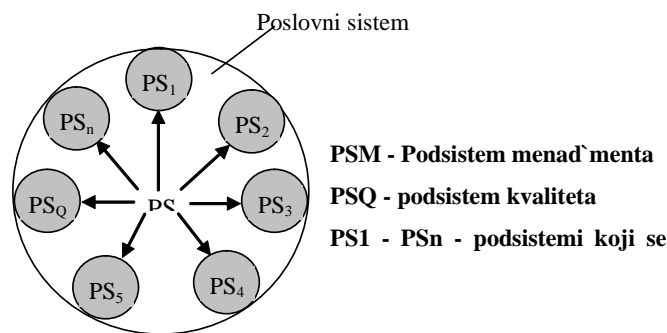 Poslovni sistem
PS1
PSn
PS2
PSQ
PS
PS3
PS5
PS4
PSM - Podsistem menad`menta
PSQ - podsistem kvaliteta
PS1 - PSn - podsistemi koji se